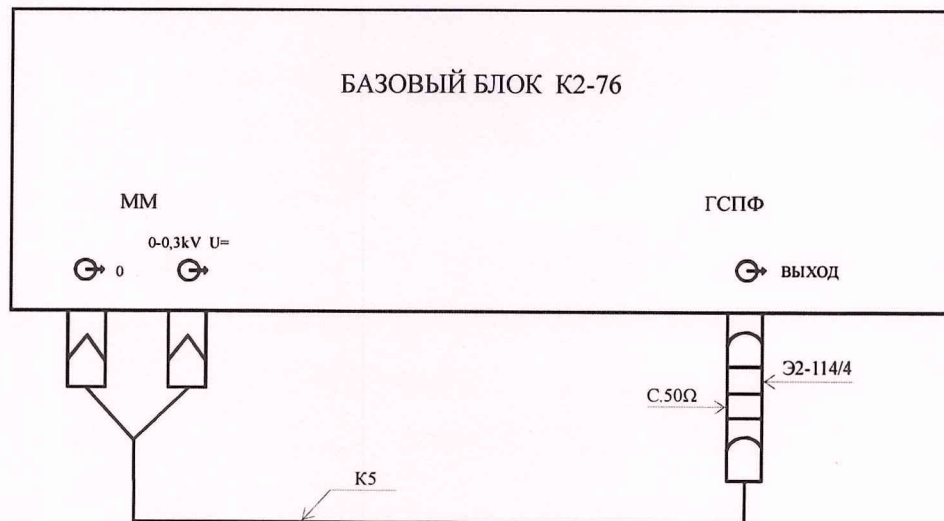 БАЗОВЫЙ БЛОК К2-76
ММ
ГСПФ
0-0,3kV U=
0
ВЫХОД
Э2-114/4
С.50Ω
К5